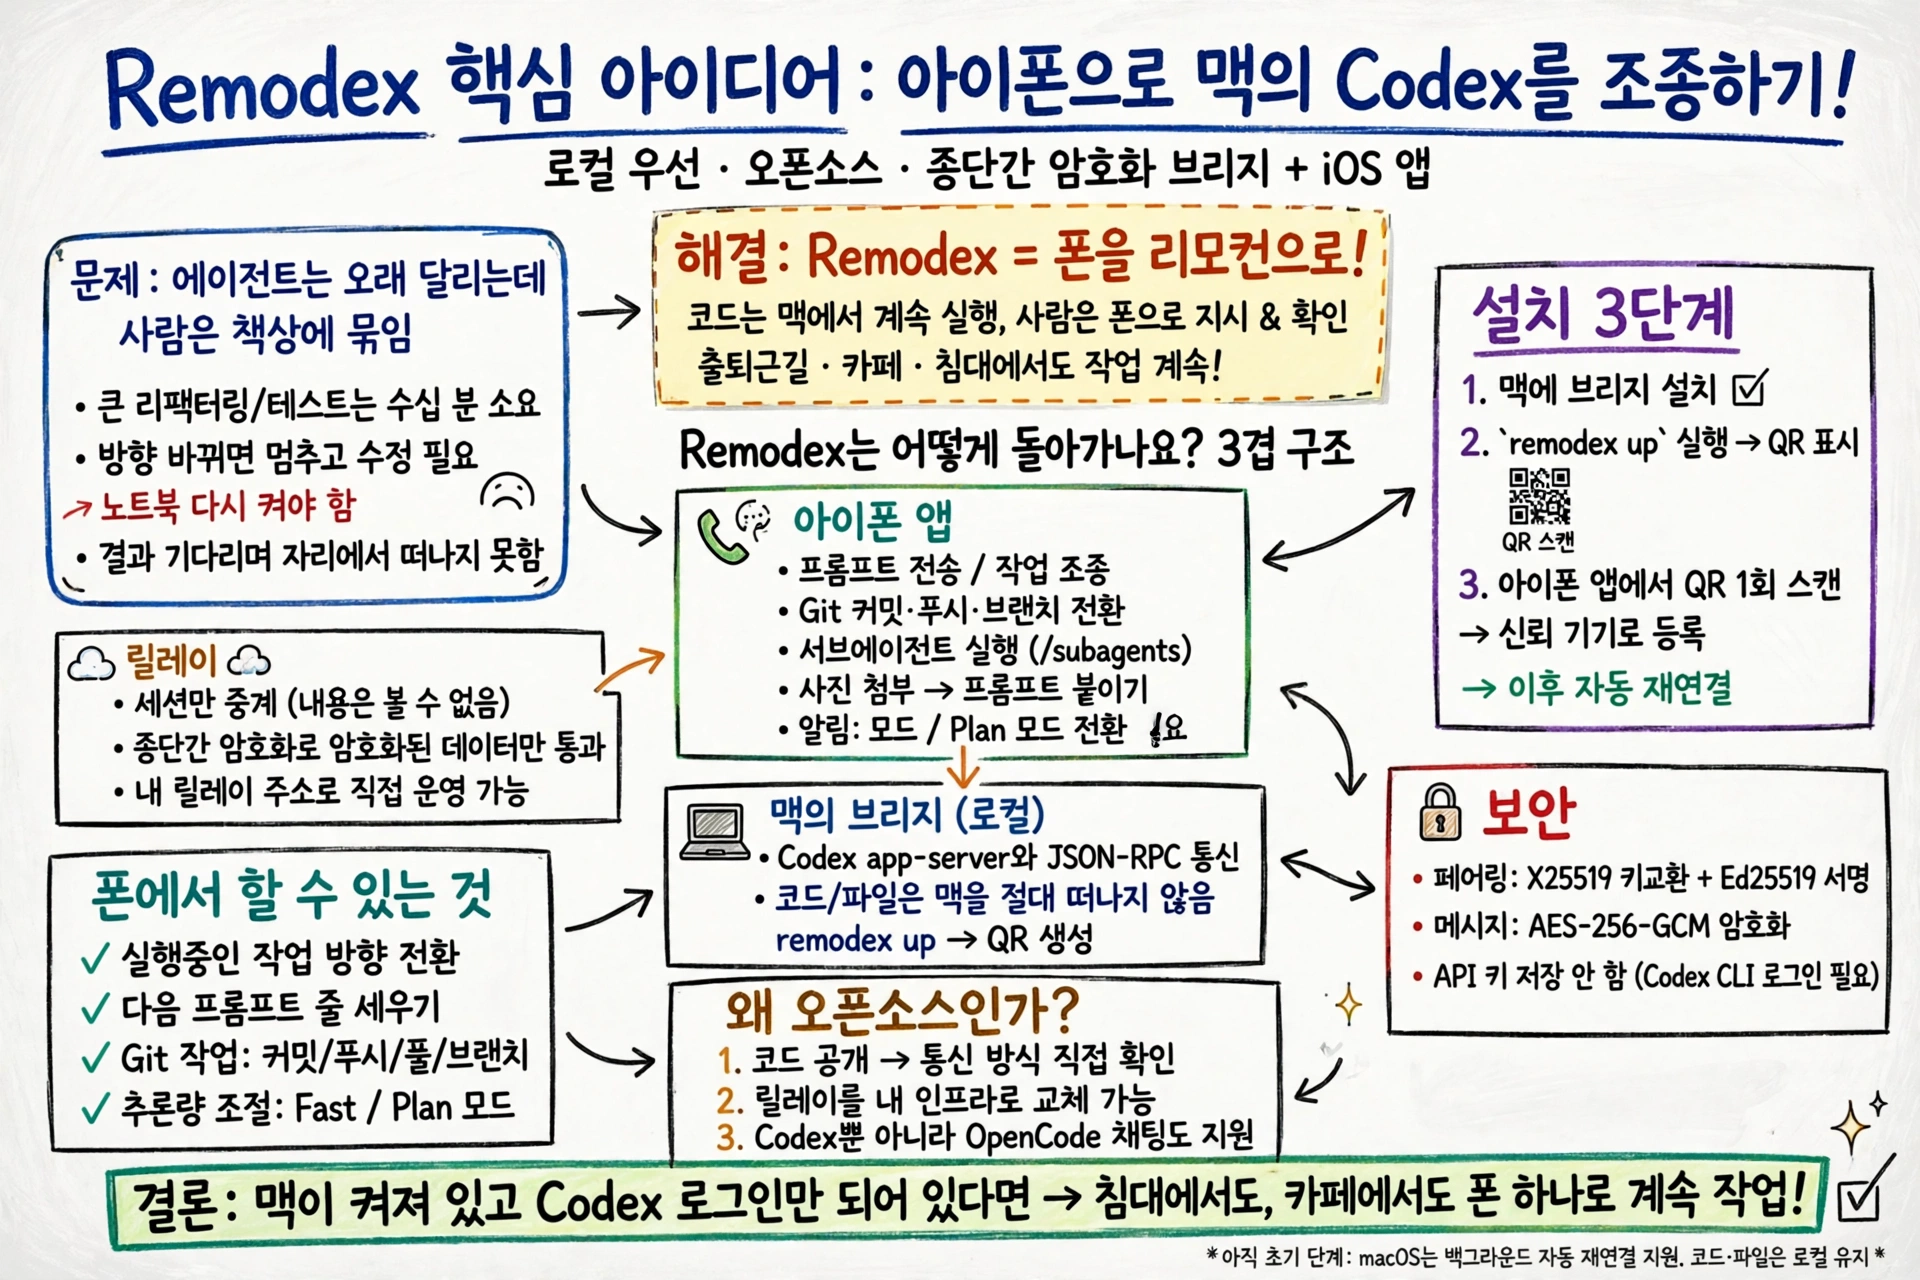 Remodex 핵심 아이디어 : 아이폰으로 맥의 Codex를 조종하기!
로컬 우선 · 오픈소스 · 종단간 암호화 브리지 + iOS 앱
문제 : 에이전트는 오래 달리는데
사람은 책상에 묶임
• 큰 리팩터링/테스트는 수십 분 소요
• 방향 바뀌면 멈추고 수정 필요
→ 노트북 다시 켜야 함
• 결과 기다리며 자리에서 떠나지 못함
해결 : Remodex = 폰을 리모컨으로!
코드는 맥에서 계속 실행, 사람은 폰으로 지시 & 확인
출퇴근길 · 카페 · 침대에서도 작업 계속!
설치 3단계
1. 맥에 브리지 설치
2. `remodex up` 실행 → QR 표시
QR 스캔
3. 아이폰 앱에서 QR 1회 스캔
→ 신뢰 기기로 등록
→ 이후 자동 재연결
Remodex는 어떻게 돌아가나요? 3겹 구조
아이폰 앱
• 프롬프트 전송 / 작업 조종
• Git 커밋·푸시·브랜치 전환
• 서브에이전트 실행 (/subagents)
• 사진 첨부 → 프롬프트 붙이기
• 알림: 모드 / Plan 모드 전환
릴레이
• 세션만 중계 (내용은 볼 수 없음)
• 종단간 암호화로 암호화된 데이터만 통과
• 내 릴레이 주소로 직접 운영 가능
맥의 브리지 (로컬)
• Codex app-server와 JSON-RPC 통신
• 코드/파일은 맥을 절대 떠나지 않음
remodex up → QR 생성
보안
• 페어링: X25519 키교환 + Ed25519 서명
• 메시지: AES-256-GCM 암호화
• API 키 저장 안 함 (Codex CLI 로그인 필요)
폰에서 할 수 있는 것
✓ 실행중인 작업 방향 전환
✓ 다음 프롬프트 줄 세우기
✓ Git 작업: 커밋/푸시/풀/브랜치
✓ 추론량 조절: Fast / Plan 모드
왜 오픈소스인가?
1. 코드 공개 → 통신 방식 직접 확인
2. 릴레이를 내 인프라로 교체 가능
3. Codex뿐 아니라 OpenCode 채팅도 지원
결론 : 맥이 켜져 있고 Codex 로그인만 되어 있다면 → 침대에서도, 카페에서도 폰 하나로 계속 작업!
*아직 초기 단계: macOS는 백그라운드 자동 재연결 지원. 코드·파일은 로컬 유지*